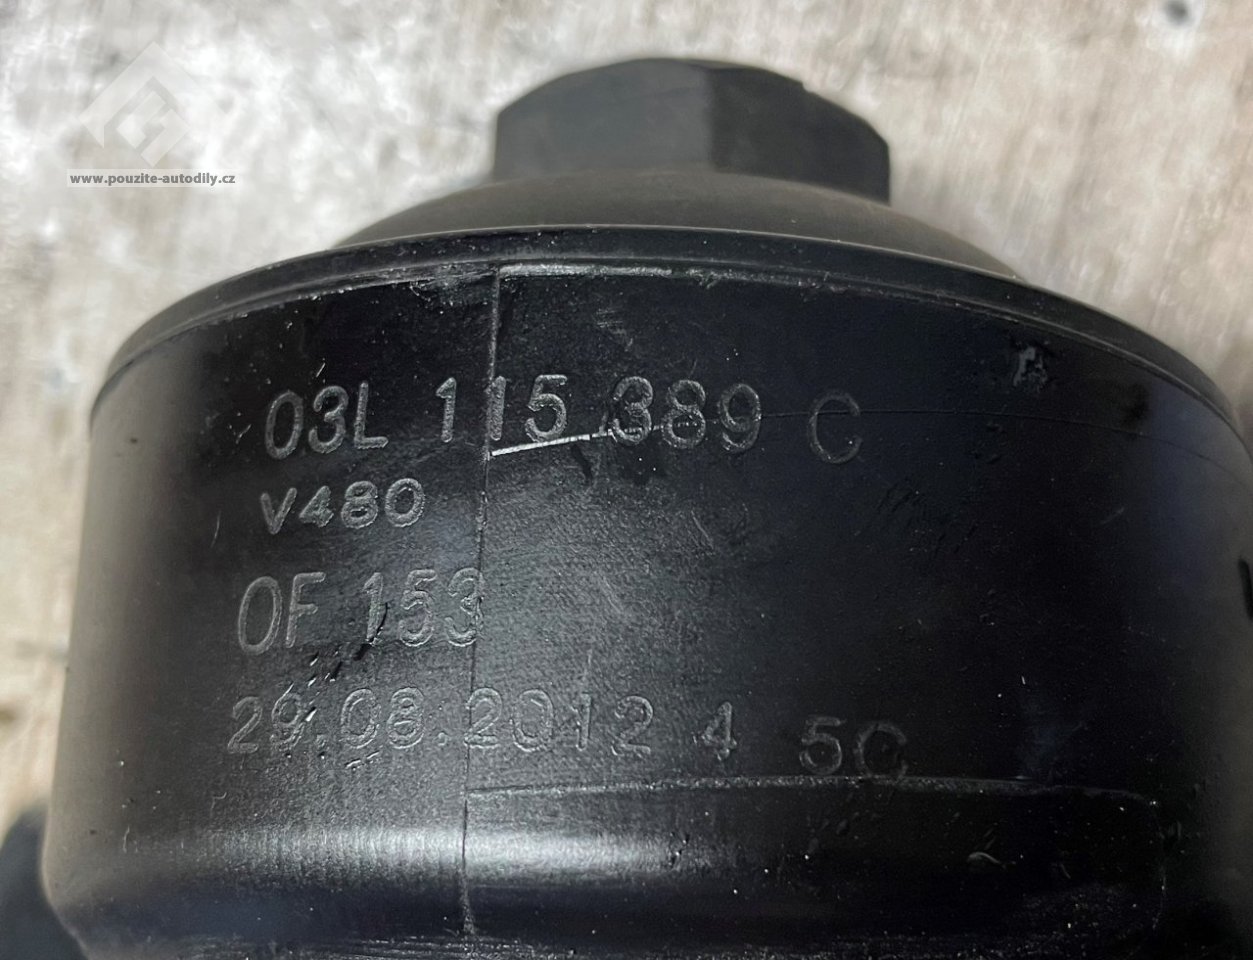 www.pouzite-autodily.cz
03L 115 389 C
V480
OF 153
29.08.2012 4 5C